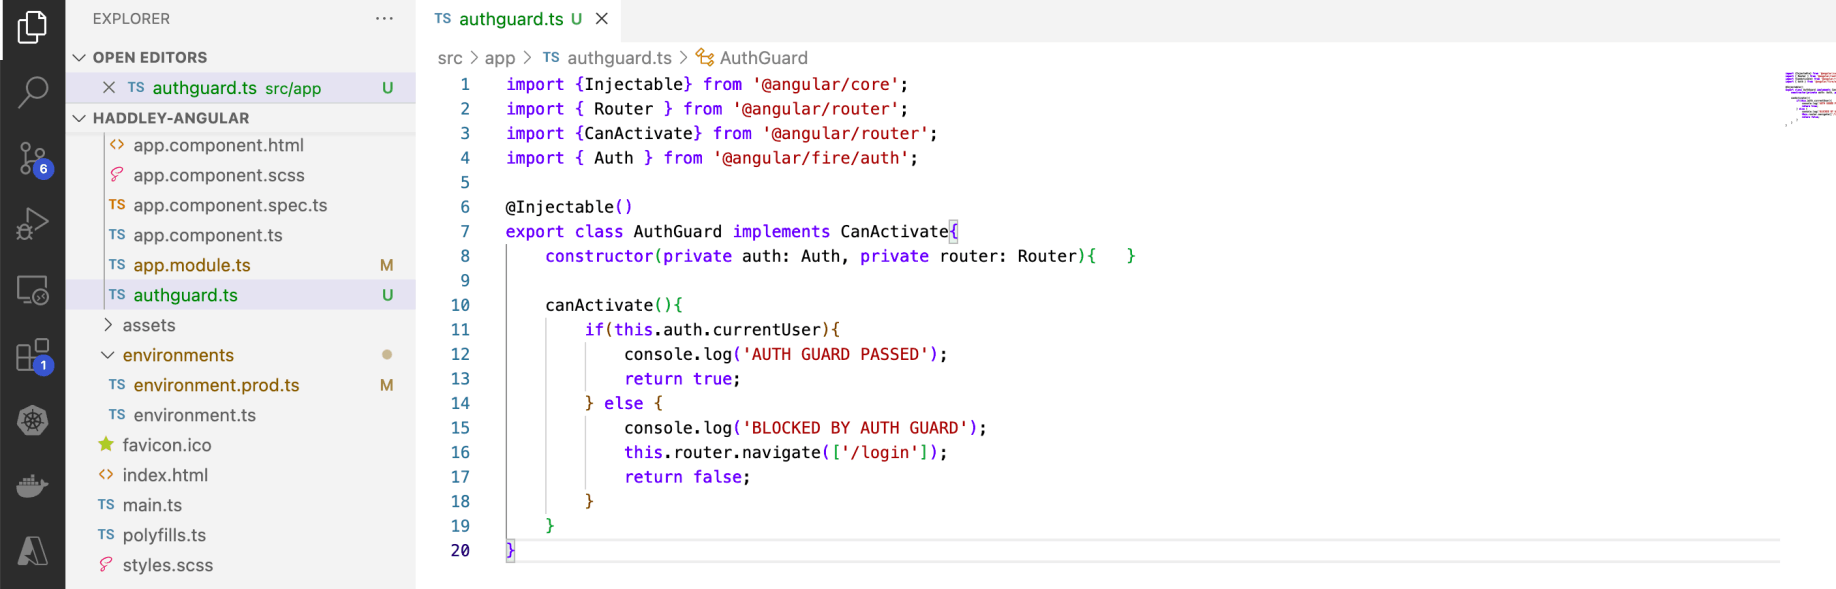 EXPLORER
OPEN EDITORS
TS authguard.ts src/app U
HADDLEY-ANGULAR
<> app.component.html
app.component.scss
TS app.component.spec.ts
TS app.component.ts
TS app.module.ts M
TS authguard.ts U
assets
environments
TS environment.prod.ts M
TS environment.ts
favicon.ico
<> index.html
TS main.ts
TS polyfills.ts
styles.scss
6
1
TS authguard.ts U
src > app > TS authguard.ts > AuthGuard
1 import {Injectable} from '@angular/core';
2 import { Router } from '@angular/router';
3 import {CanActivate} from '@angular/router';
4 import { Auth } from '@angular/fire/auth';
5
6 @Injectable()
7 export class AuthGuard implements CanActivate{
8     constructor(private auth: Auth, private router: Router){   }
9
10     canActivate(){
11         if(this.auth.currentUser){
12             console.log('AUTH GUARD PASSED');
13             return true;
14         } else {
15             console.log('BLOCKED BY AUTH GUARD');
16             this.router.navigate(['/login']);
17             return false;
18         }
19     }
20 }